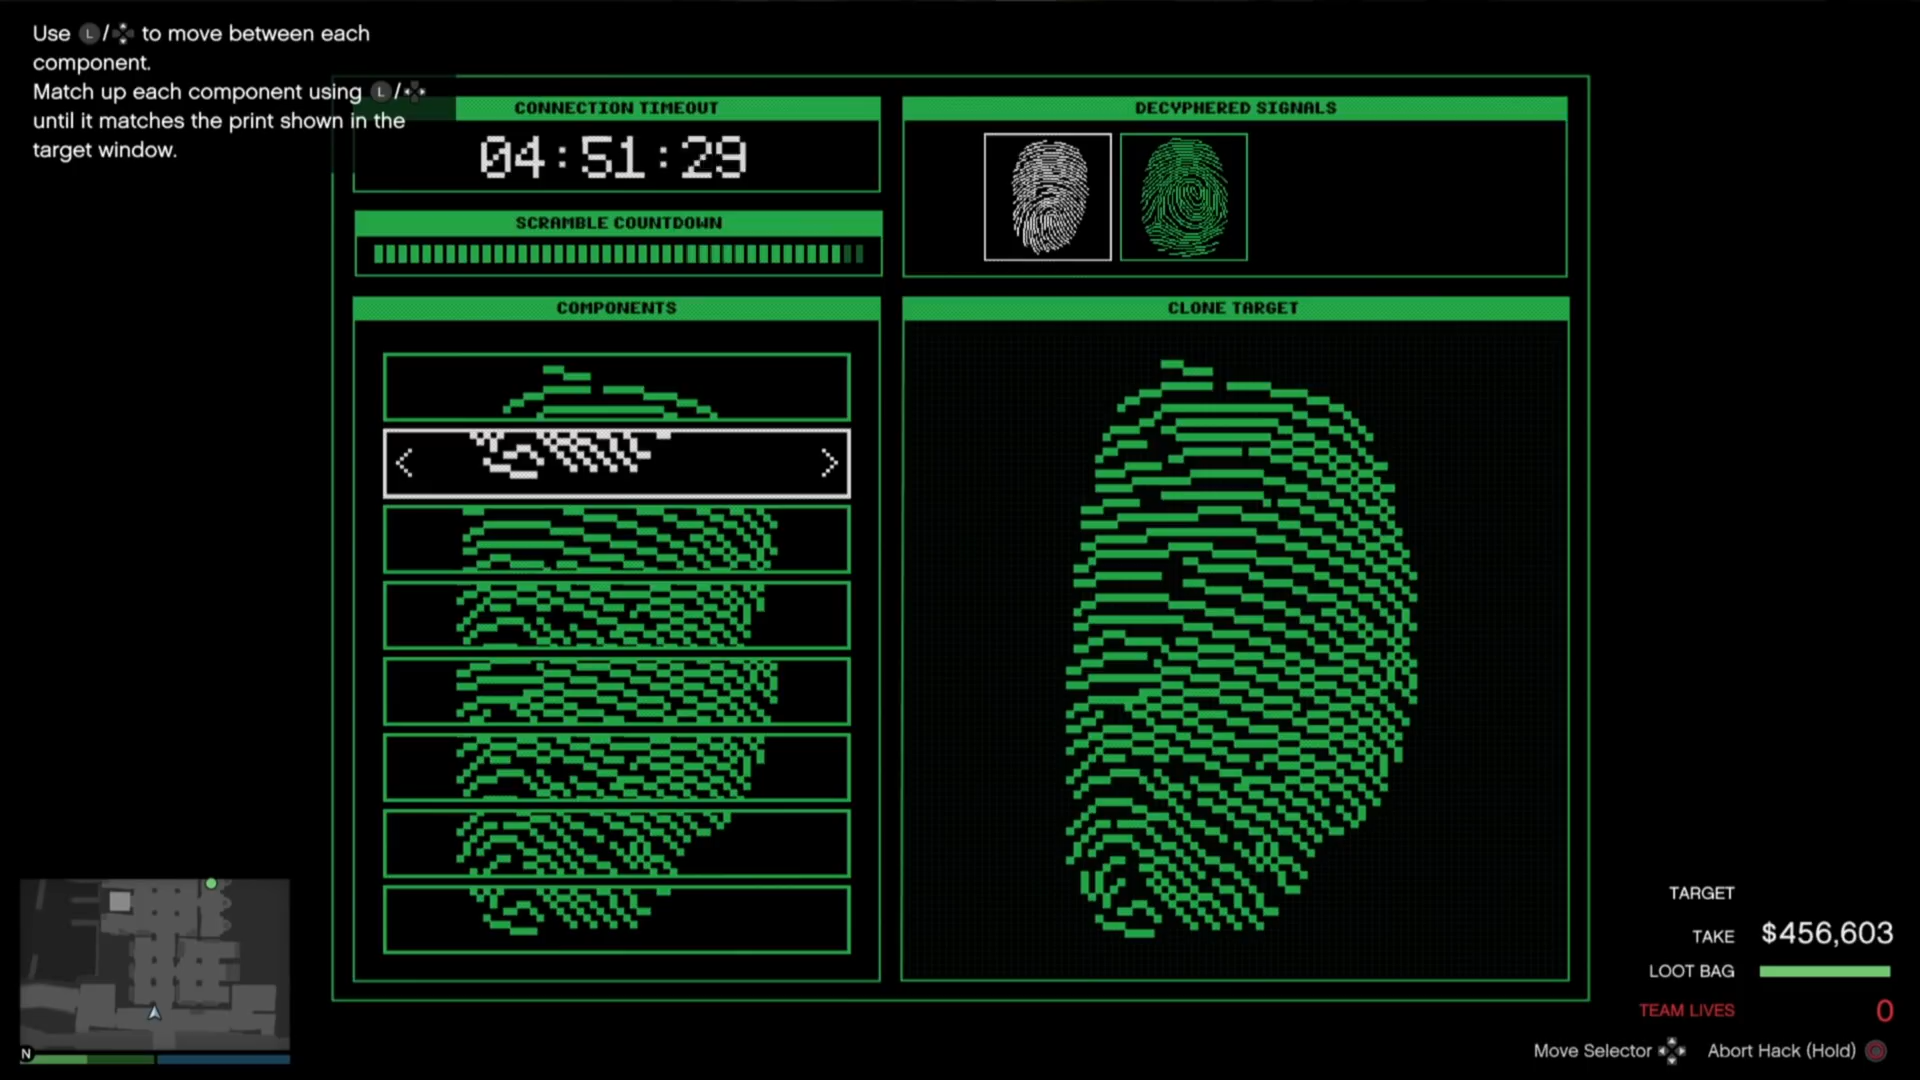 Use L/ to move between each
component.
Match up each component using L/
until it matches the print shown in the
target window.
CONNECTION TIMEOUT
04:51:29
SCRAMBLE COUNTDOWN
DECYPHERED SIGNALS
COMPONENTS
CLONE TARGET
TARGET
TAKE $456,603
LOOT BAG
TEAM LIVES 0
Move Selector Abort Hack (Hold)
N